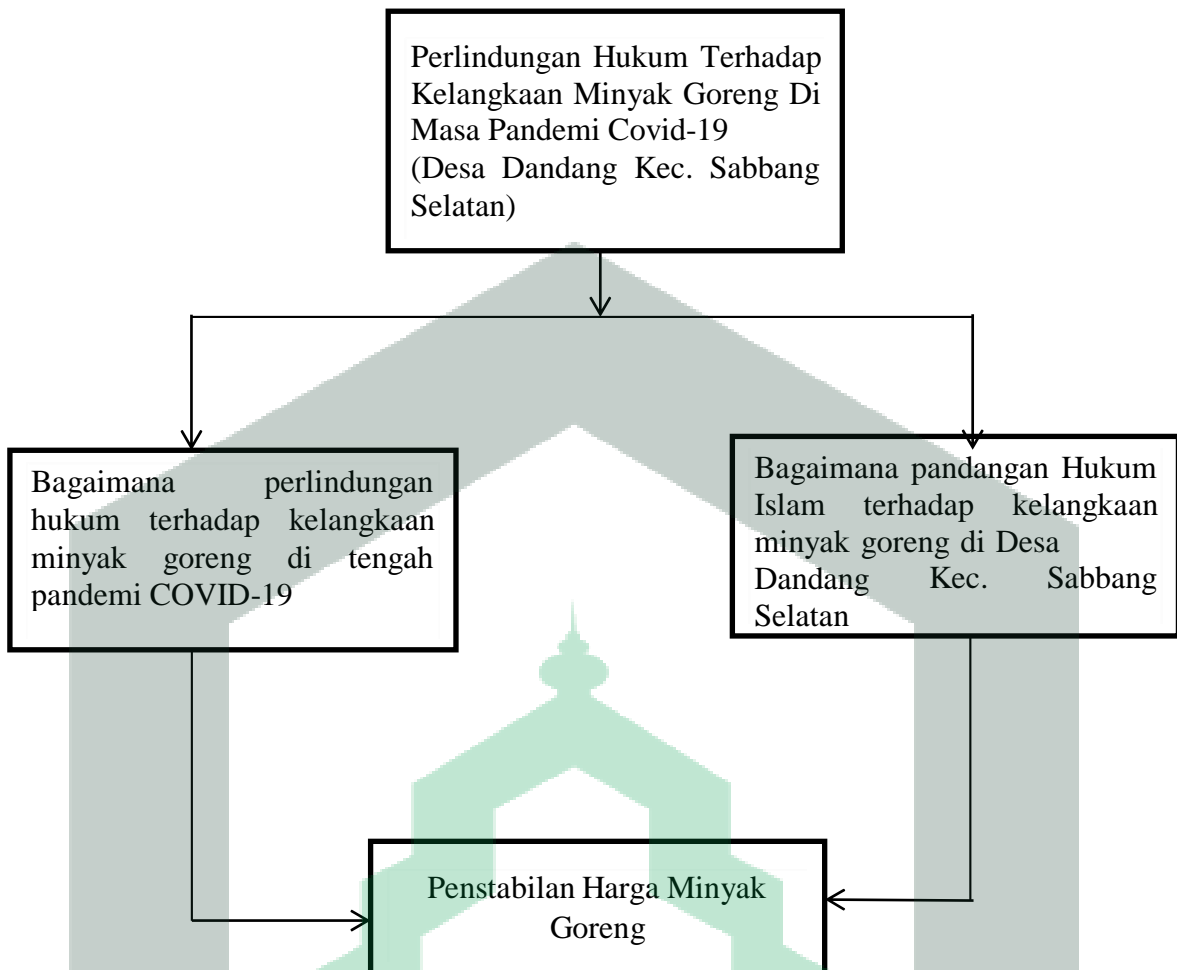 Perlindungan Hukum Terhadap
Kelangkaan Minyak Goreng Di
Masa Pandemi Covid-19
(Desa Dandang Kec. Sabbang
Selatan)
Bagaimana perlindungan
hukum terhadap kelangkaan
minyak goreng di tengah
pandemi COVID-19
Bagaimana pandangan Hukum
Islam terhadap kelangkaan
minyak goreng di Desa
Dandang Kec. Sabbang
Selatan
Penstabilan Harga Minyak
Goreng